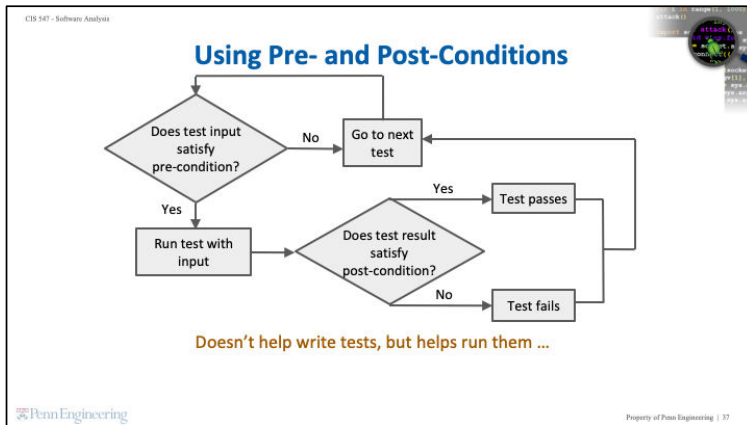 CIS 547 - Software Analysis
Using Pre- and Post-Conditions
Does test input
satisfy
pre-condition?
No
Go to next
test
Yes
Run test with
input
Does test result
satisfy
post-condition?
Yes
Test passes
No
Test fails
Doesn't help write tests, but helps run them …
Penn Engineering
Property of Penn Engineering | 37